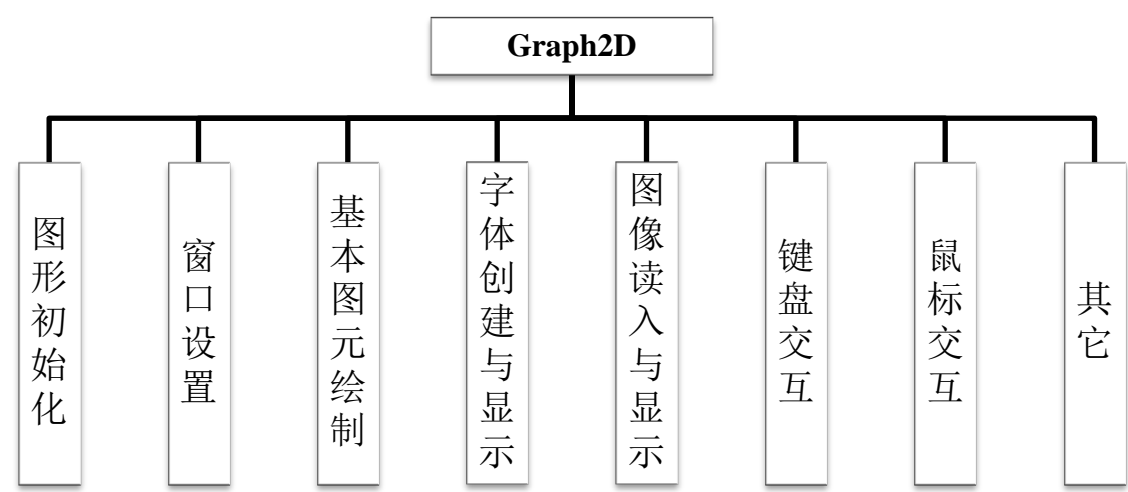 Graph2D
图形初始化
窗口设置
基本图元绘制
字体创建与显示
图像读入与显示
键盘交互
鼠标交互
其它